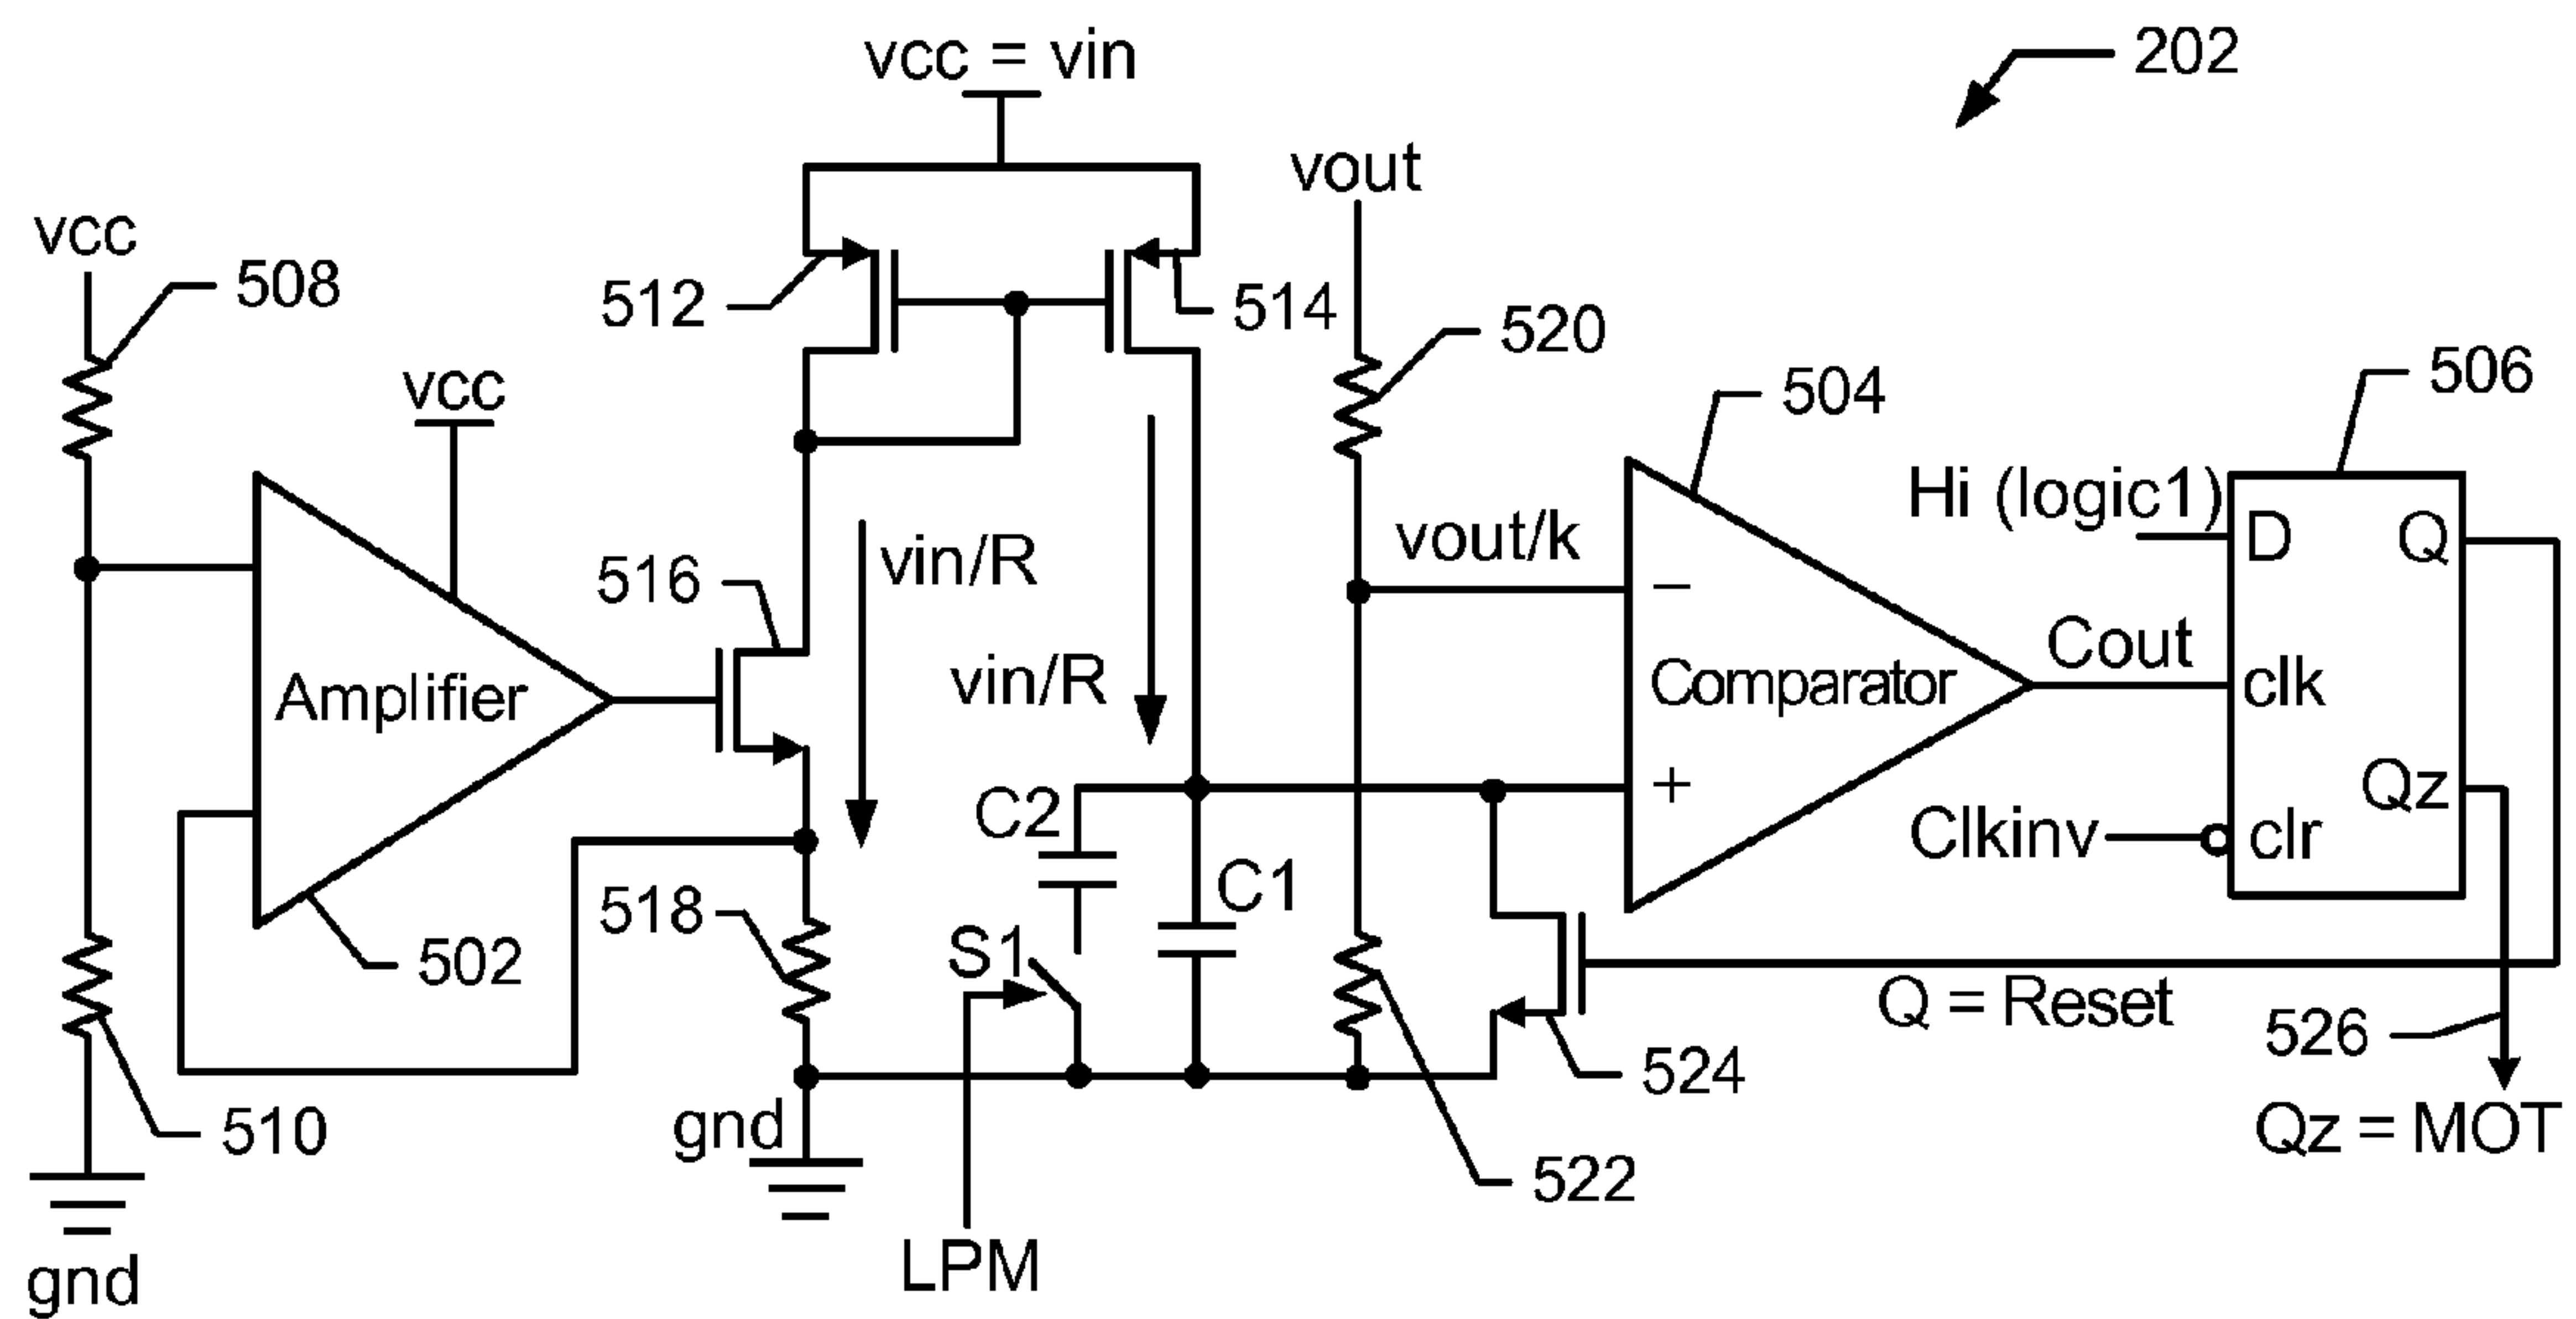 vcc = vin
202
vout
vcc
508
512
514
520
vcc
504
506
Hi (logic1)
D
Q
vout/k
−
vin/R
516
Cout
vin/R
Amplifier
Comparator
clk
C2
+
Qz
Clkinv
clr
C1
518
S1
502
Q = Reset
526
524
510
gnd
Qz = MOT
522
LPM
gnd